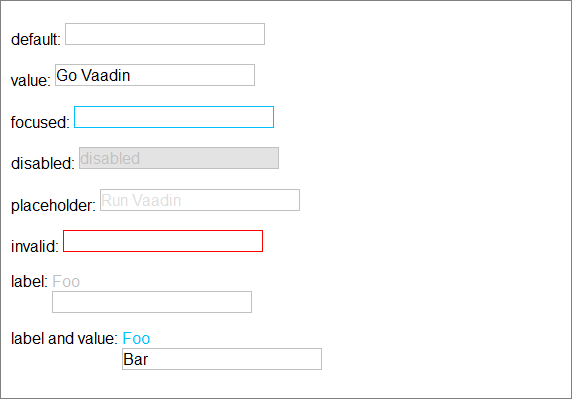 default:
value: Go Vaadin
focused:
disabled: disabled
placeholder: Run Vaadin
invalid:
label: Foo
label and value: Foo
Bar